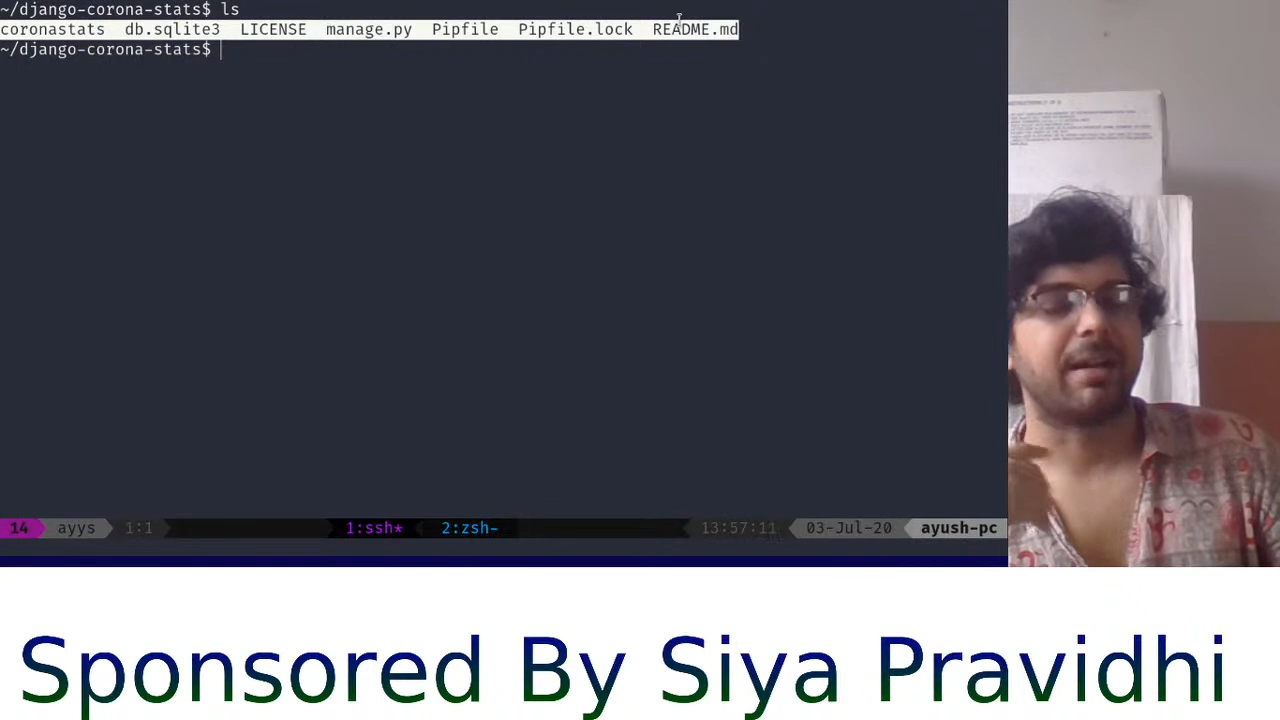 ~/django-corona-stats$ ls
coronastats  db.sqlite3  LICENSE  manage.py  Pipfile  Pipfile.lock  README.md
~/django-corona-stats$
14  ayys  1:1  1:ssh*  2:zsh-  13:57:11  03-Jul-20  ayush-pc
Sponsored By Siya Pravidhi